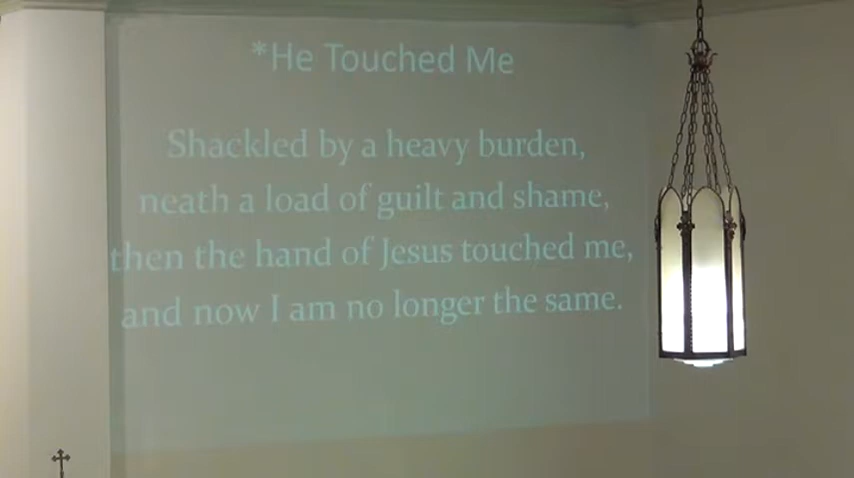 *He Touched Me
Shackled by a heavy burden,
neath a load of guilt and shame,
then the hand of Jesus touched me,
and now I am no longer the same.